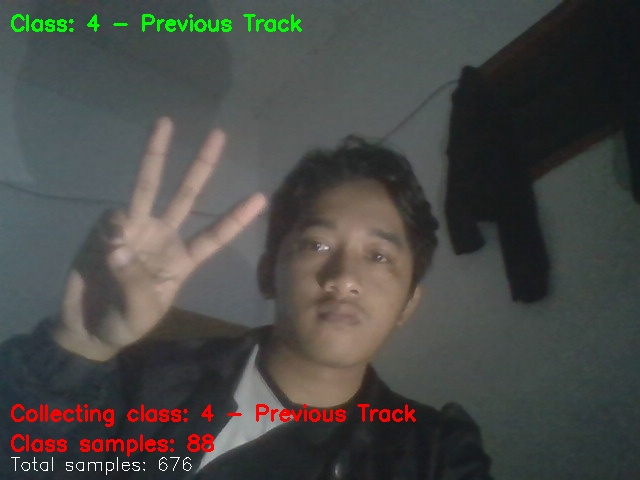 Class: 4 - Previous Track
Collecting class: 4 - Previous Track
Class samples: 88
Total samples: 676